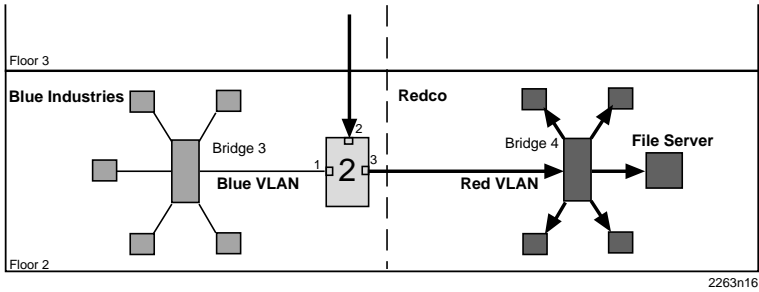 Floor 3
Blue Industries
Redco
2
Bridge 3
Bridge 4
File Server
1
2
3
Blue VLAN
Red VLAN
Floor 2
2263n16